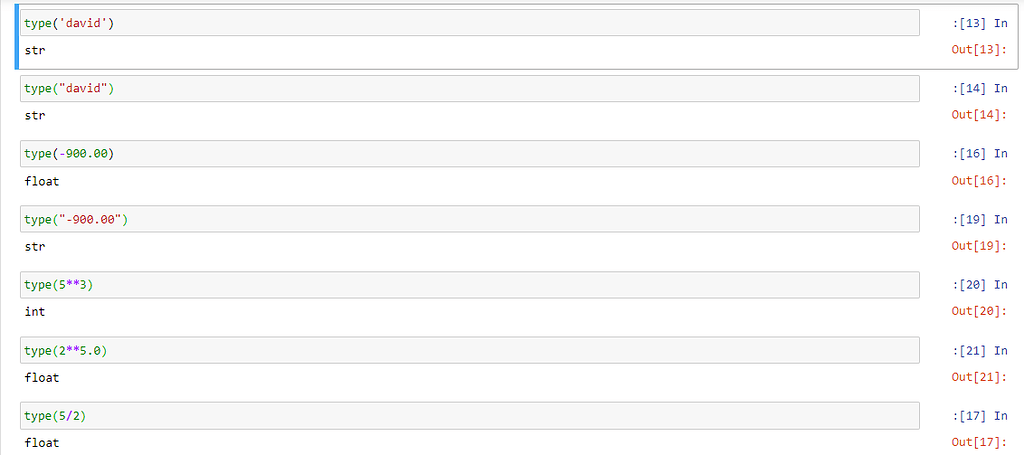 type('david') :[13] In
str Out[13]:
type("david") :[14] In
str Out[14]:
type(-900.00) :[16] In
float Out[16]:
type("-900.00") :[19] In
str Out[19]:
type(5**3) :[20] In
int Out[20]:
type(2**5.0) :[21] In
float Out[21]:
type(5/2) :[17] In
float Out[17]: